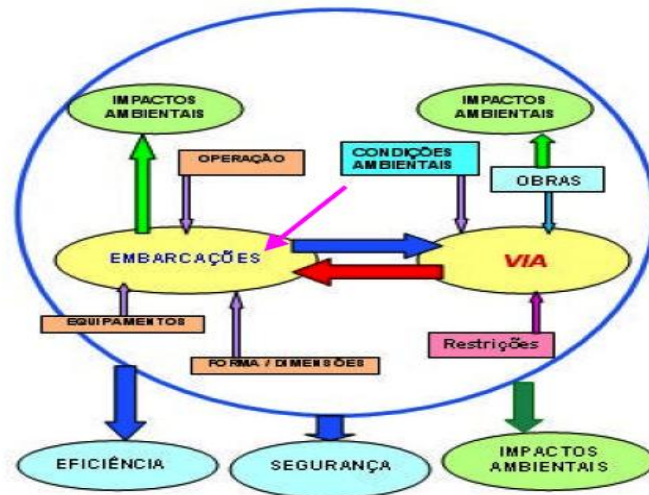 IMPACTOS
AMBIENTAIS
IMPACTOS
AMBIENTAIS
OPERAÇÃO
CONDIÇÕES
AMBIENTAIS
OBRAS
EMBARCAÇÕES
VIA
EQUIPAMENTOS
Restrições
FORMA / DIMENSÕES
EFICIÊNCIA
SEGURANÇA
IMPACTOS
AMBIENTAIS